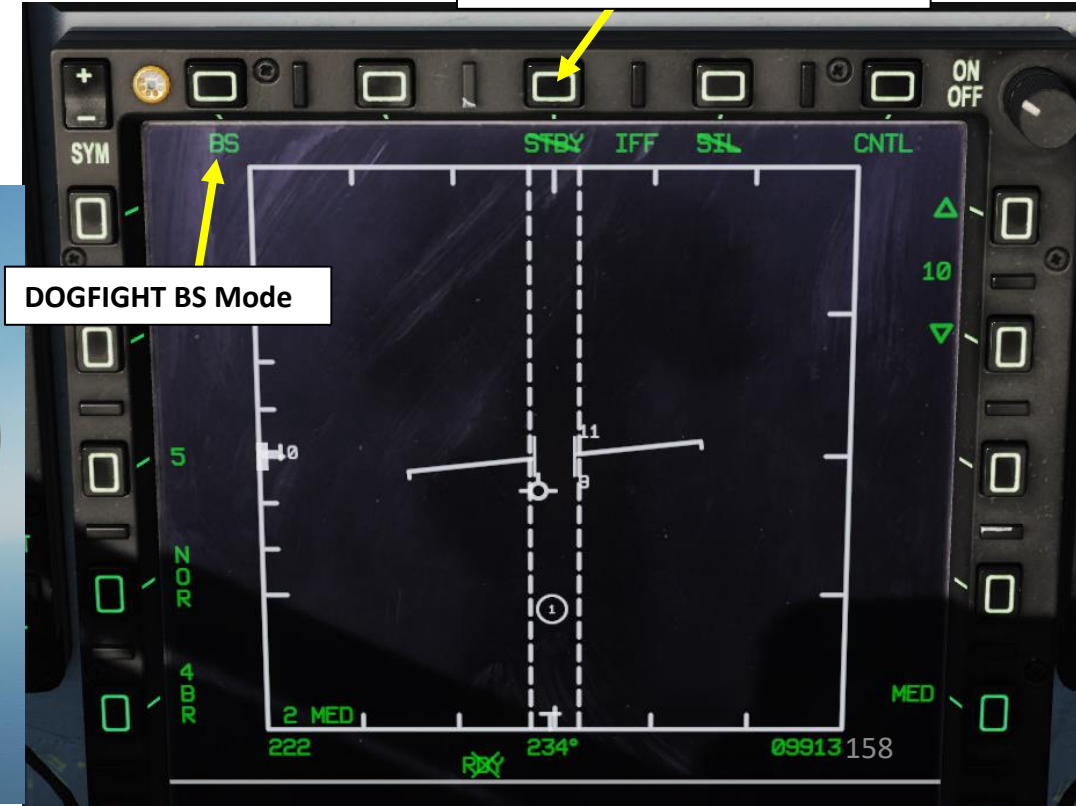 +
-
SYM
ON
OFF
BS
STBY
IFF
SIL
CNTL
10
DOGFIGHT BS Mode
10
11
9
5
N
O
R
1
4
B
R
2 MED
MED
222
234°
09913
158
RDY